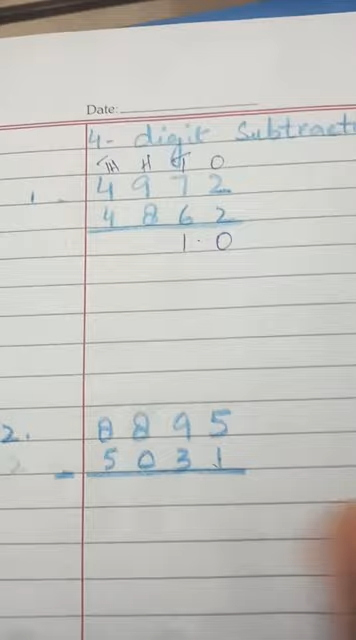 Date:
4- digit Subtract
TH H T O
1. 4 9 7 2
- 4 8 6 2
1 0
2. 8 8 9 5
- 5 0 3 1